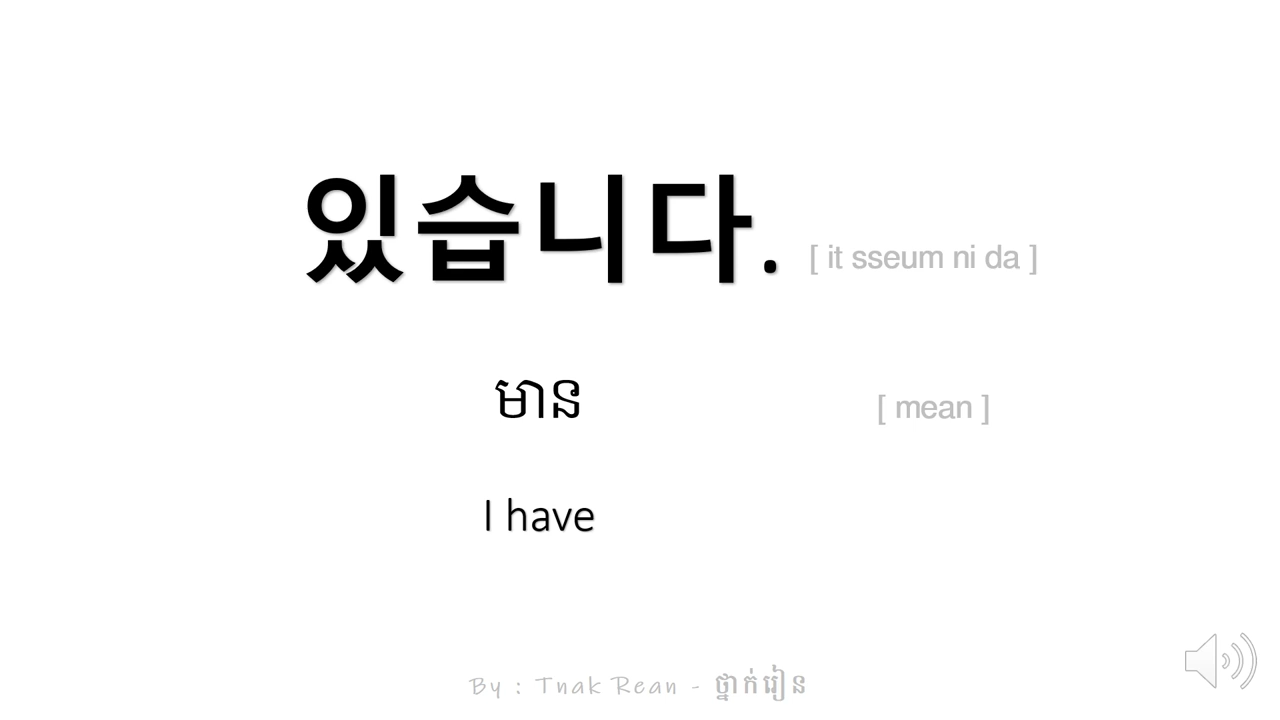 있습니다. [ it sseum ni da ]
មាន [ mean ]
I have
By : Tnak Rean - ថ្នាក់រៀន